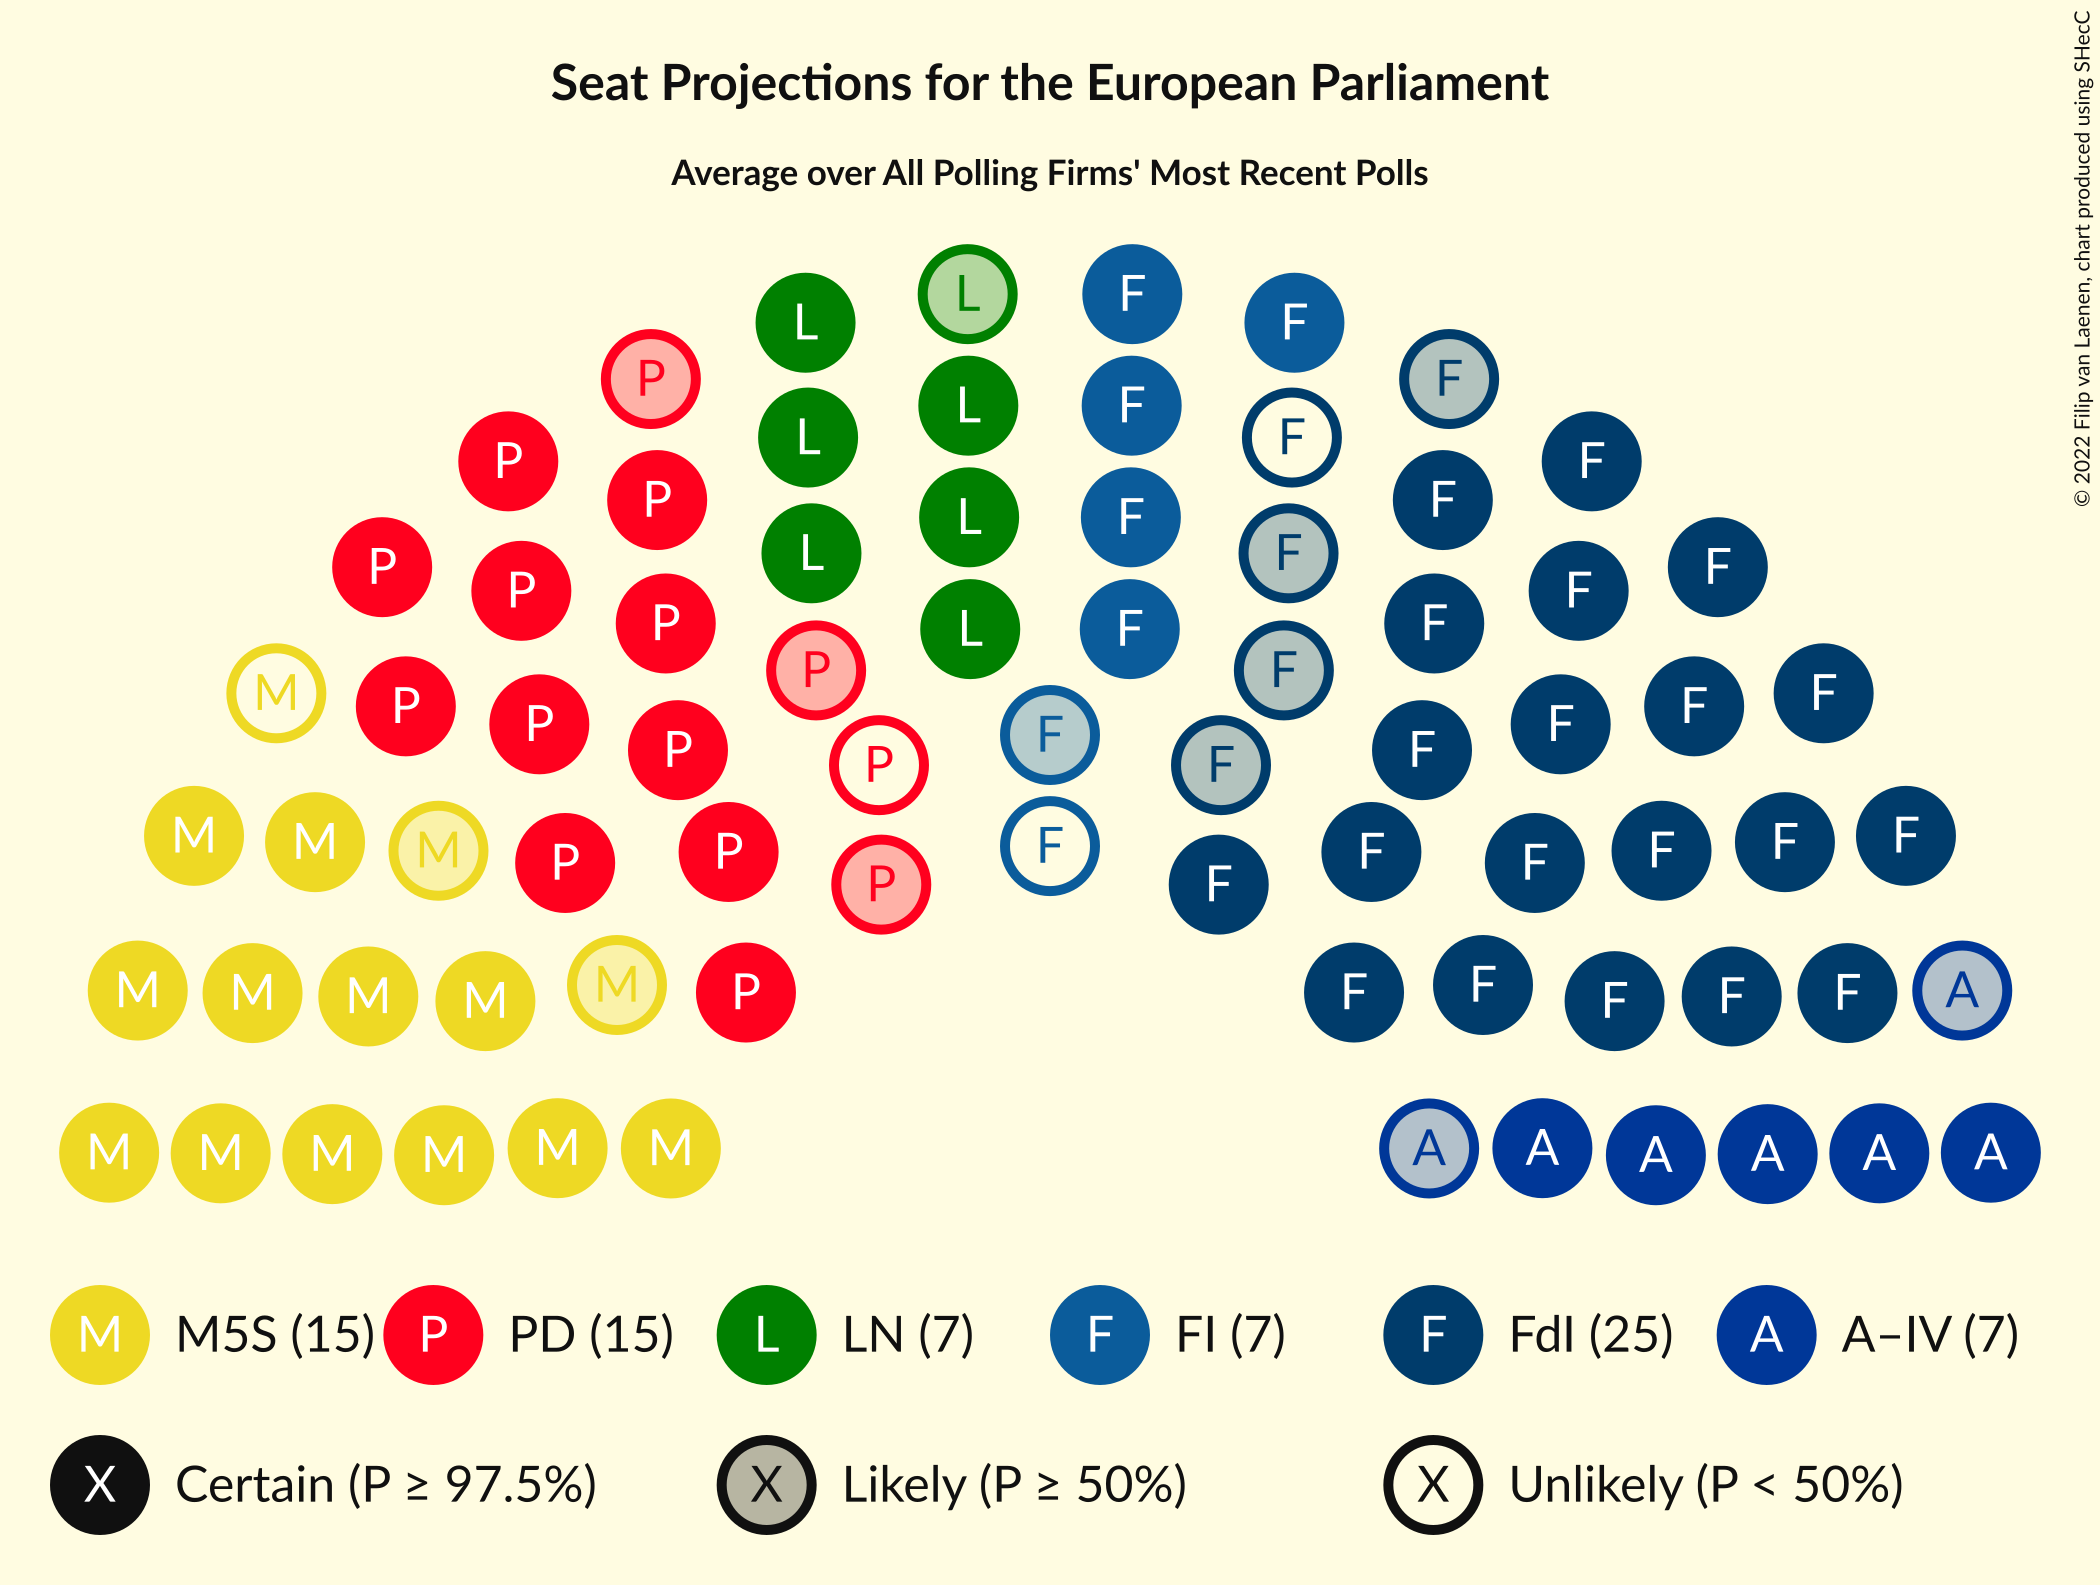 Seat Projections for the European Parliament
Average over All Polling Firms' Most Recent Polls
© 2022 Filip van Laenen, chart produced using SHecC
L F
L F
P F
L F
P F
L F
P F
P F
L F
P F
L F
P F
P F
L F
P F
M P F F
P F
P F
P F
P F
M M M P P P F F F F F F F F
M M M M M P F F F F F A
M M M M M M A A A A A A
M M5S (15) P PD (15) L LN (7) F FI (7) F FdI (25) A A–IV (7)
X Certain (P ≥ 97.5%) X Likely (P ≥ 50%) X Unlikely (P < 50%)